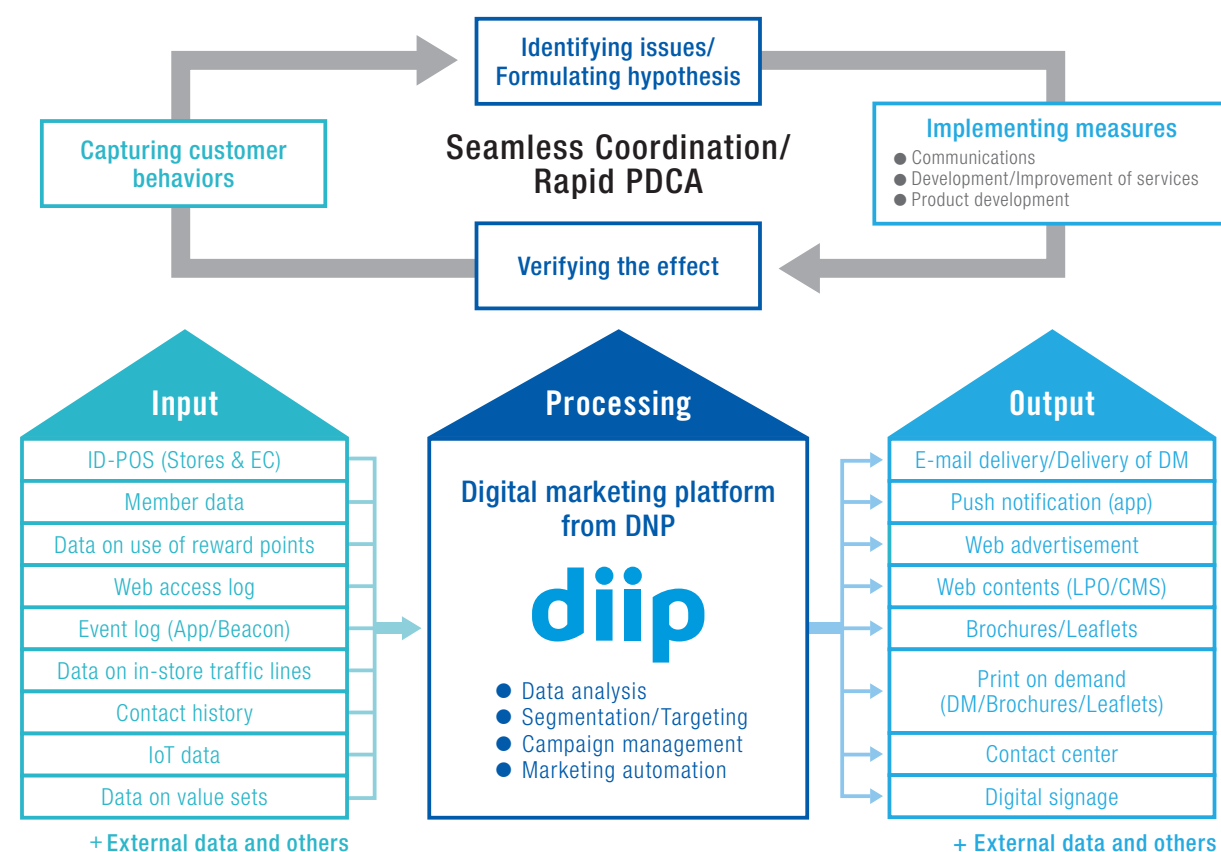 Identifying issues/
Formulating hypothesis
Capturing customer
behaviors
Seamless Coordination/
Rapid PDCA
Implementing measures
● Communications
● Development/Improvement of services
● Product development
Verifying the effect
Input
ID-POS (Stores & EC)
Member data
Data on use of reward points
Web access log
Event log (App/Beacon)
Data on in-store traffic lines
Contact history
IoT data
Data on value sets
+ External data and others
Processing
Digital marketing platform
from DNP
diip
● Data analysis
● Segmentation/Targeting
● Campaign management
● Marketing automation
Output
E-mail delivery/Delivery of DM
Push notification (app)
Web advertisement
Web contents (LPO/CMS)
Brochures/Leaflets
Print on demand
(DM/Brochures/Leaflets)
Contact center
Digital signage
+ External data and others